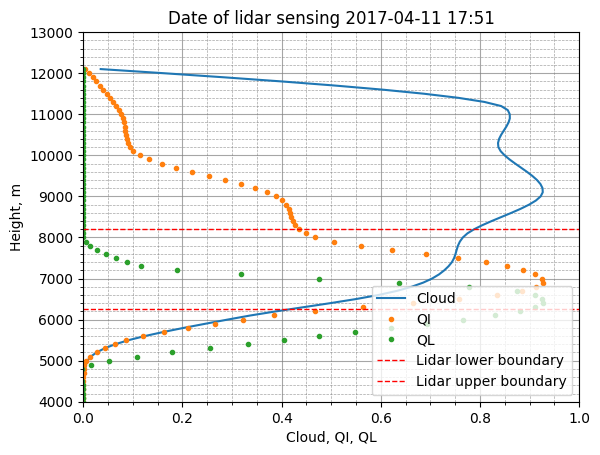 Date of lidar sensing 2017-04-11 17:51
13000
12000
11000
10000
9000
8000
7000
6000
5000
4000
Height, m
Cloud
QI
QL
Lidar lower boundary
Lidar upper boundary
0.0 0.2 0.4 0.6 0.8 1.0
Cloud, QI, QL